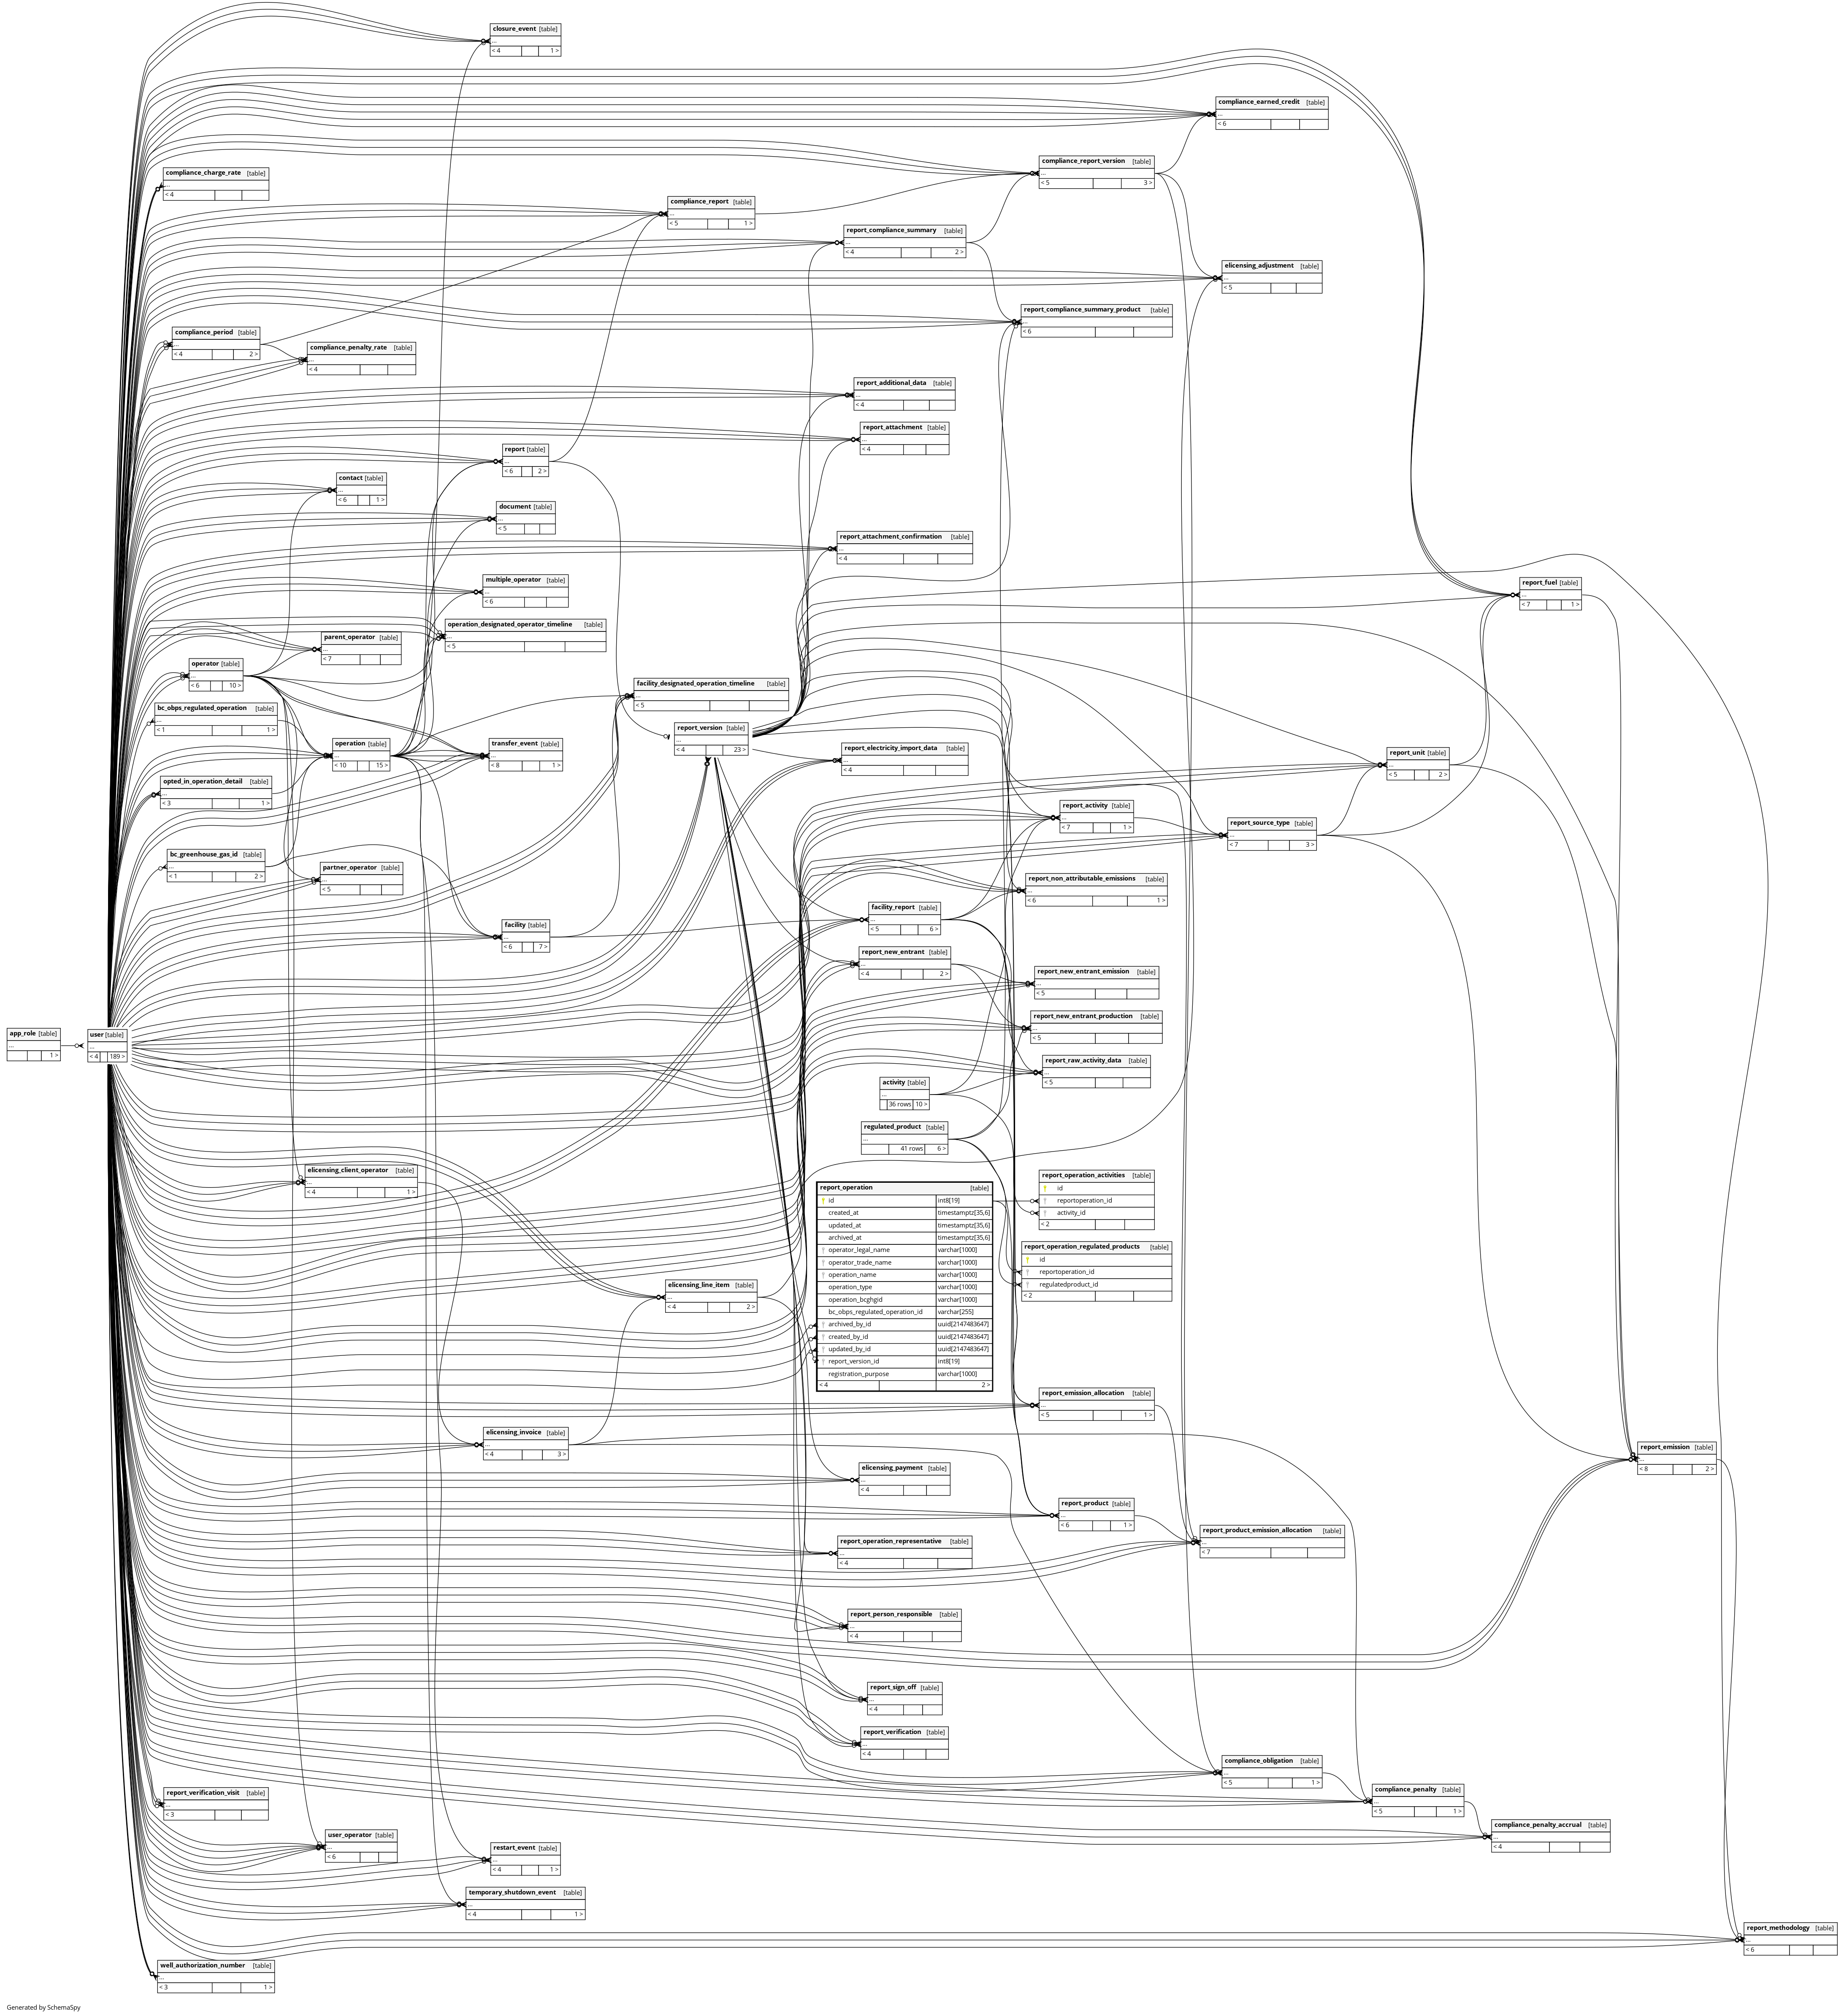 closure_event [table]
...
< 4 1 >
compliance_earned_credit [table]
...
< 6
compliance_report_version [table]
...
< 5 3 >
compliance_charge_rate [table]
...
< 4
compliance_report [table]
...
< 5 1 >
report_compliance_summary [table]
...
< 4 2 >
elicensing_adjustment [table]
...
< 5
report_compliance_summary_product [table]
...
< 6
compliance_period [table]
...
< 4 2 >
compliance_penalty_rate [table]
...
< 4
report_additional_data [table]
...
< 4
report_attachment [table]
...
< 4
report [table]
...
< 6 2 >
contact [table]
...
< 6 1 >
document [table]
...
< 5
report_attachment_confirmation [table]
...
< 4
multiple_operator [table]
...
< 6
report_fuel [table]
...
< 7 1 >
operation_designated_operator_timeline [table]
...
< 5
parent_operator [table]
...
< 7
operator [table]
...
< 6 10 >
facility_designated_operation_timeline [table]
...
< 5
bc_obps_regulated_operation [table]
...
< 1 1 >
report_version [table]
...
< 4 23 >
operation [table]
...
< 10 15 >
transfer_event [table]
...
< 8 1 >
report_electricity_import_data [table]
...
< 4
report_unit [table]
...
< 5 2 >
opted_in_operation_detail [table]
...
< 3 1 >
report_activity [table]
...
< 7 1 >
report_source_type [table]
...
< 7 3 >
bc_greenhouse_gas_id [table]
...
< 1 2 >
partner_operator [table]
...
< 5
report_non_attributable_emissions [table]
...
< 6 1 >
facility_report [table]
...
< 5 6 >
facility [table]
...
< 6 7 >
report_new_entrant [table]
...
< 4 2 >
report_new_entrant_emission [table]
...
< 5
report_new_entrant_production [table]
...
< 5
app_role [table]
...
1 >
user [table]
...
< 4 189 >
report_raw_activity_data [table]
...
< 5
activity [table]
...
36 rows 10 >
regulated_product [table]
...
41 rows 6 >
elicensing_client_operator [table]
...
< 4 1 >
report_operation_activities [table]
id
reportoperation_id
activity_id
< 2
report_operation [table]
id int8[19]
created_at timestamptz[35,6]
updated_at timestamptz[35,6]
archived_at timestamptz[35,6]
operator_legal_name varchar[1000]
operator_trade_name varchar[1000]
operation_name varchar[1000]
operation_type varchar[1000]
operation_bcghgid varchar[1000]
bc_obps_regulated_operation_id varchar[255]
archived_by_id uuid[2147483647]
created_by_id uuid[2147483647]
updated_by_id uuid[2147483647]
report_version_id int8[19]
registration_purpose varchar[1000]
< 4 2 >
report_operation_regulated_products [table]
id
reportoperation_id
regulatedproduct_id
< 2
elicensing_line_item [table]
...
< 4 2 >
report_emission_allocation [table]
...
< 5 1 >
elicensing_invoice [table]
...
< 4 3 >
report_emission [table]
...
< 8 2 >
elicensing_payment [table]
...
< 4
report_product [table]
...
< 6 1 >
report_product_emission_allocation [table]
...
< 7
report_operation_representative [table]
...
< 4
report_person_responsible [table]
...
< 4
report_sign_off [table]
...
< 4
report_verification [table]
...
< 4
compliance_obligation [table]
...
< 5 1 >
compliance_penalty [table]
...
< 5 1 >
report_verification_visit [table]
...
< 3
compliance_penalty_accrual [table]
...
< 4
user_operator [table]
...
< 6
restart_event [table]
...
< 4 1 >
temporary_shutdown_event [table]
...
< 4 1 >
report_methodology [table]
...
< 6
well_authorization_number [table]
...
< 3 1 >
Generated by SchemaSpy